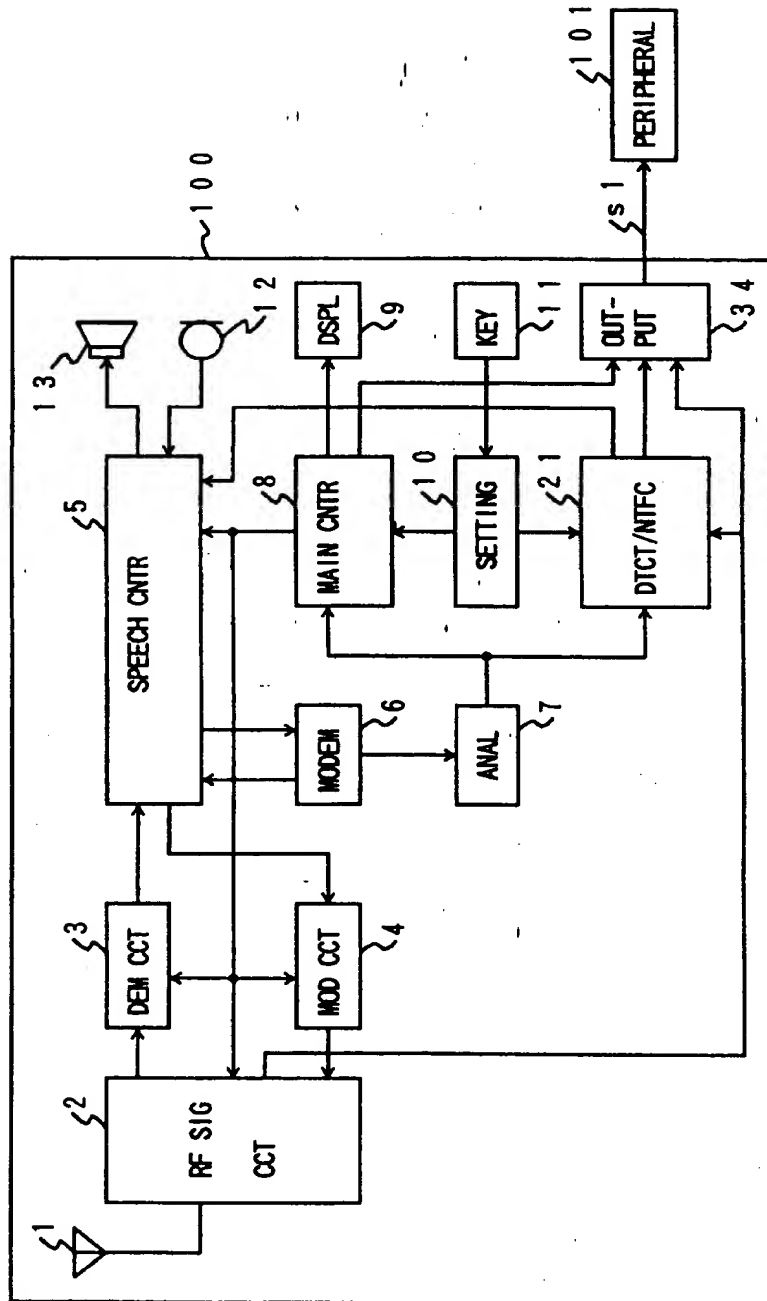 100
1
2
RF SIG
CCT
3
DEM CCT
4
MOD CCT
5
SPEECH CNTR
13
12
6
MODEM
7
ANAL
8
MAIN CNTR
9
DSPL
10
SETTING
11
KEY
21
DTCT/NTFC
34
OUT-
PUT
s1
101
PERIPHERAL